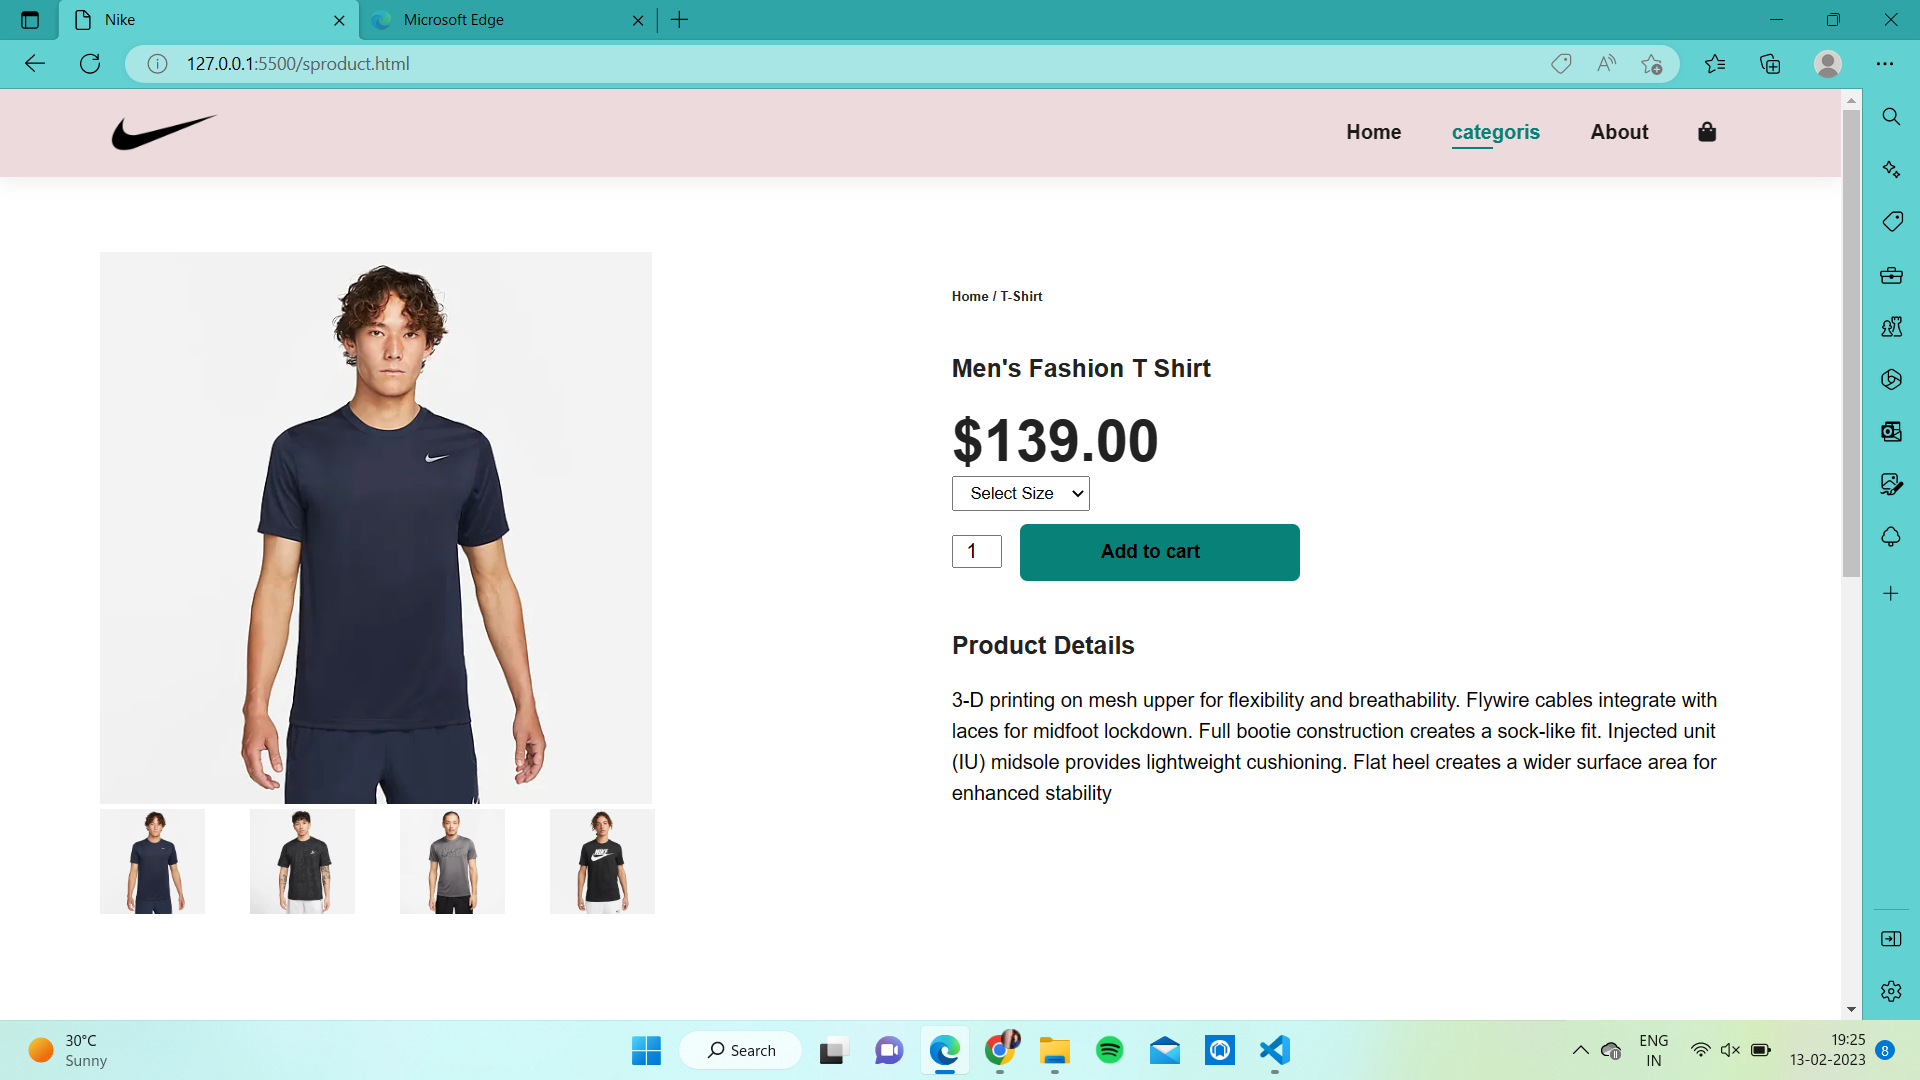 Nike
Microsoft Edge
127.0.0.1:5500/sproduct.html
Home
categoris
About
Home / T-Shirt
Men's Fashion T Shirt
$139.00
Select Size
1
Add to cart
Product Details
3-D printing on mesh upper for flexibility and breathability. Flywire cables integrate with
laces for midfoot lockdown. Full bootie construction creates a sock-like fit. Injected unit
(IU) midsole provides lightweight cushioning. Flat heel creates a wider surface area for
enhanced stability
NIKE
30°C
Sunny
Search
ENG
IN
19:25
13-02-2023
8